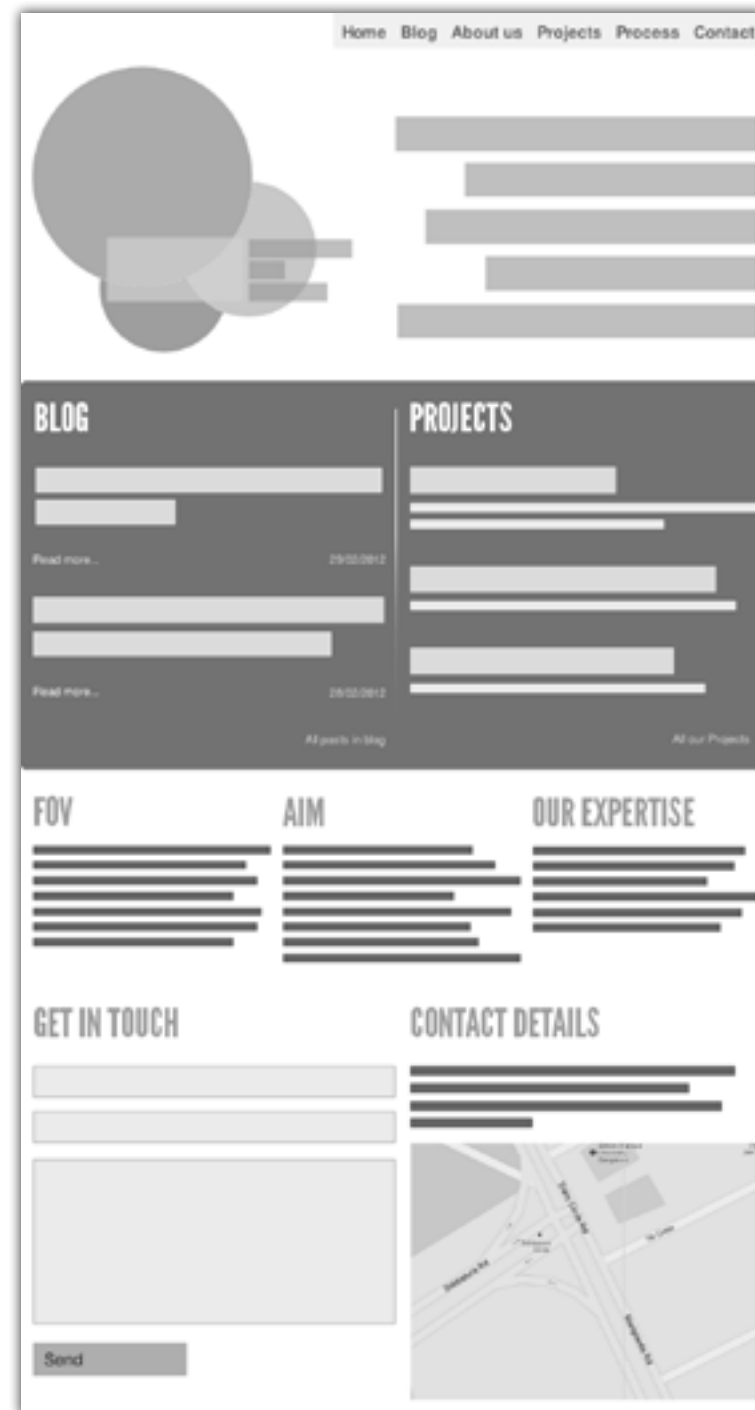 Home Blog About us Projects Process Contact
BLOG
PROJECTS
Read more...
Read more...
All posts in blog
All our Projects
FOV
AIM
OUR EXPERTISE
GET IN TOUCH
CONTACT DETAILS
Send